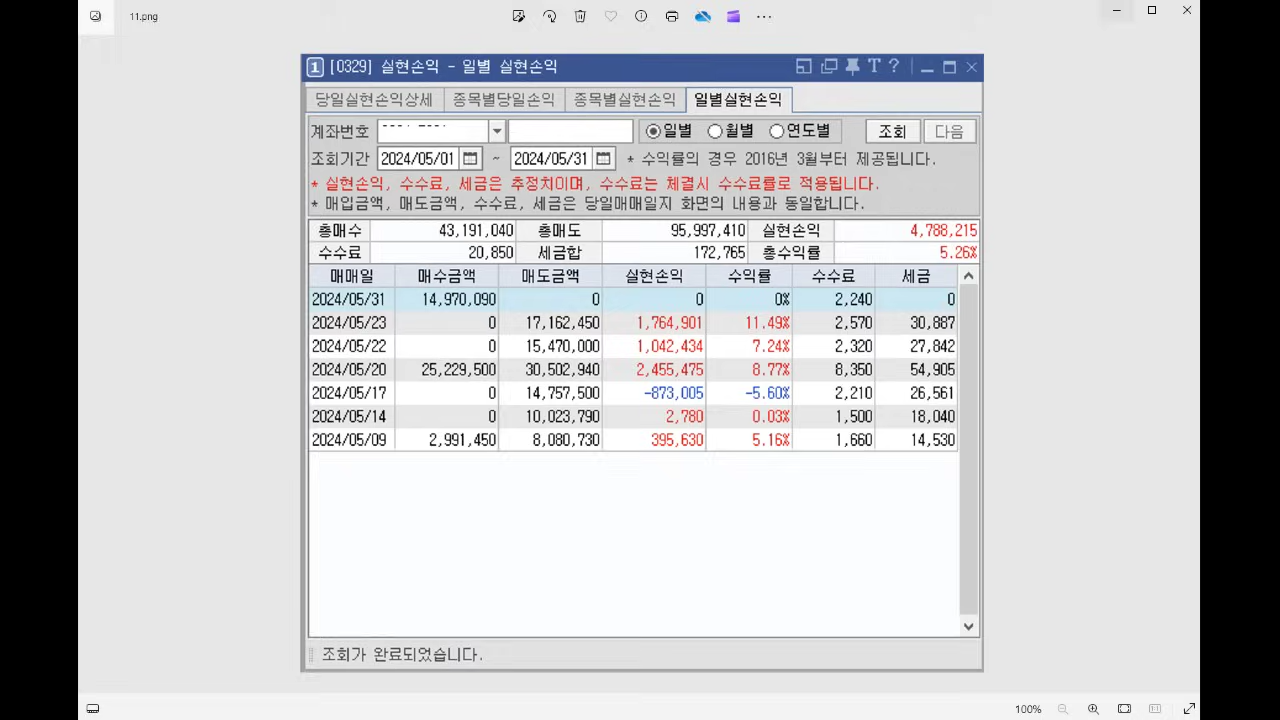 11.png
1 [0329] 실현손익 - 일별 실현손익
당일실현손익상세 종목별당일손익 종목별실현손익 일별실현손익
계좌번호 일별 월별 연도별 조회 다음
조회기간 2024/05/01 ~ 2024/05/31 * 수익률의 경우 2016년 3월부터 제공됩니다.
* 실현손익, 수수료, 세금은 추정치이며, 수수료는 체결시 수수료률로 적용됩니다.
* 매입금액, 매도금액, 수수료, 세금은 당일매매일지 화면의 내용과 동일합니다.
총매수 43,191,040 총매도 95,997,410 실현손익 4,788,215
수수료 20,850 세금합 172,765 총수익률 5.26%
매매일 매수금액 매도금액 실현손익 수익률 수수료 세금
2024/05/31 14,970,090 0 0 0% 2,240 0
2024/05/23 0 17,162,450 1,764,901 11.49% 2,570 30,887
2024/05/22 0 15,470,000 1,042,434 7.24% 2,320 27,842
2024/05/20 25,229,500 30,502,940 2,455,475 8.77% 8,350 54,905
2024/05/17 0 14,757,500 -873,005 -5.60% 2,210 26,561
2024/05/14 0 10,023,790 2,780 0.03% 1,500 18,040
2024/05/09 2,991,450 8,080,730 395,630 5.16% 1,660 14,530
조회가 완료되었습니다.
100%